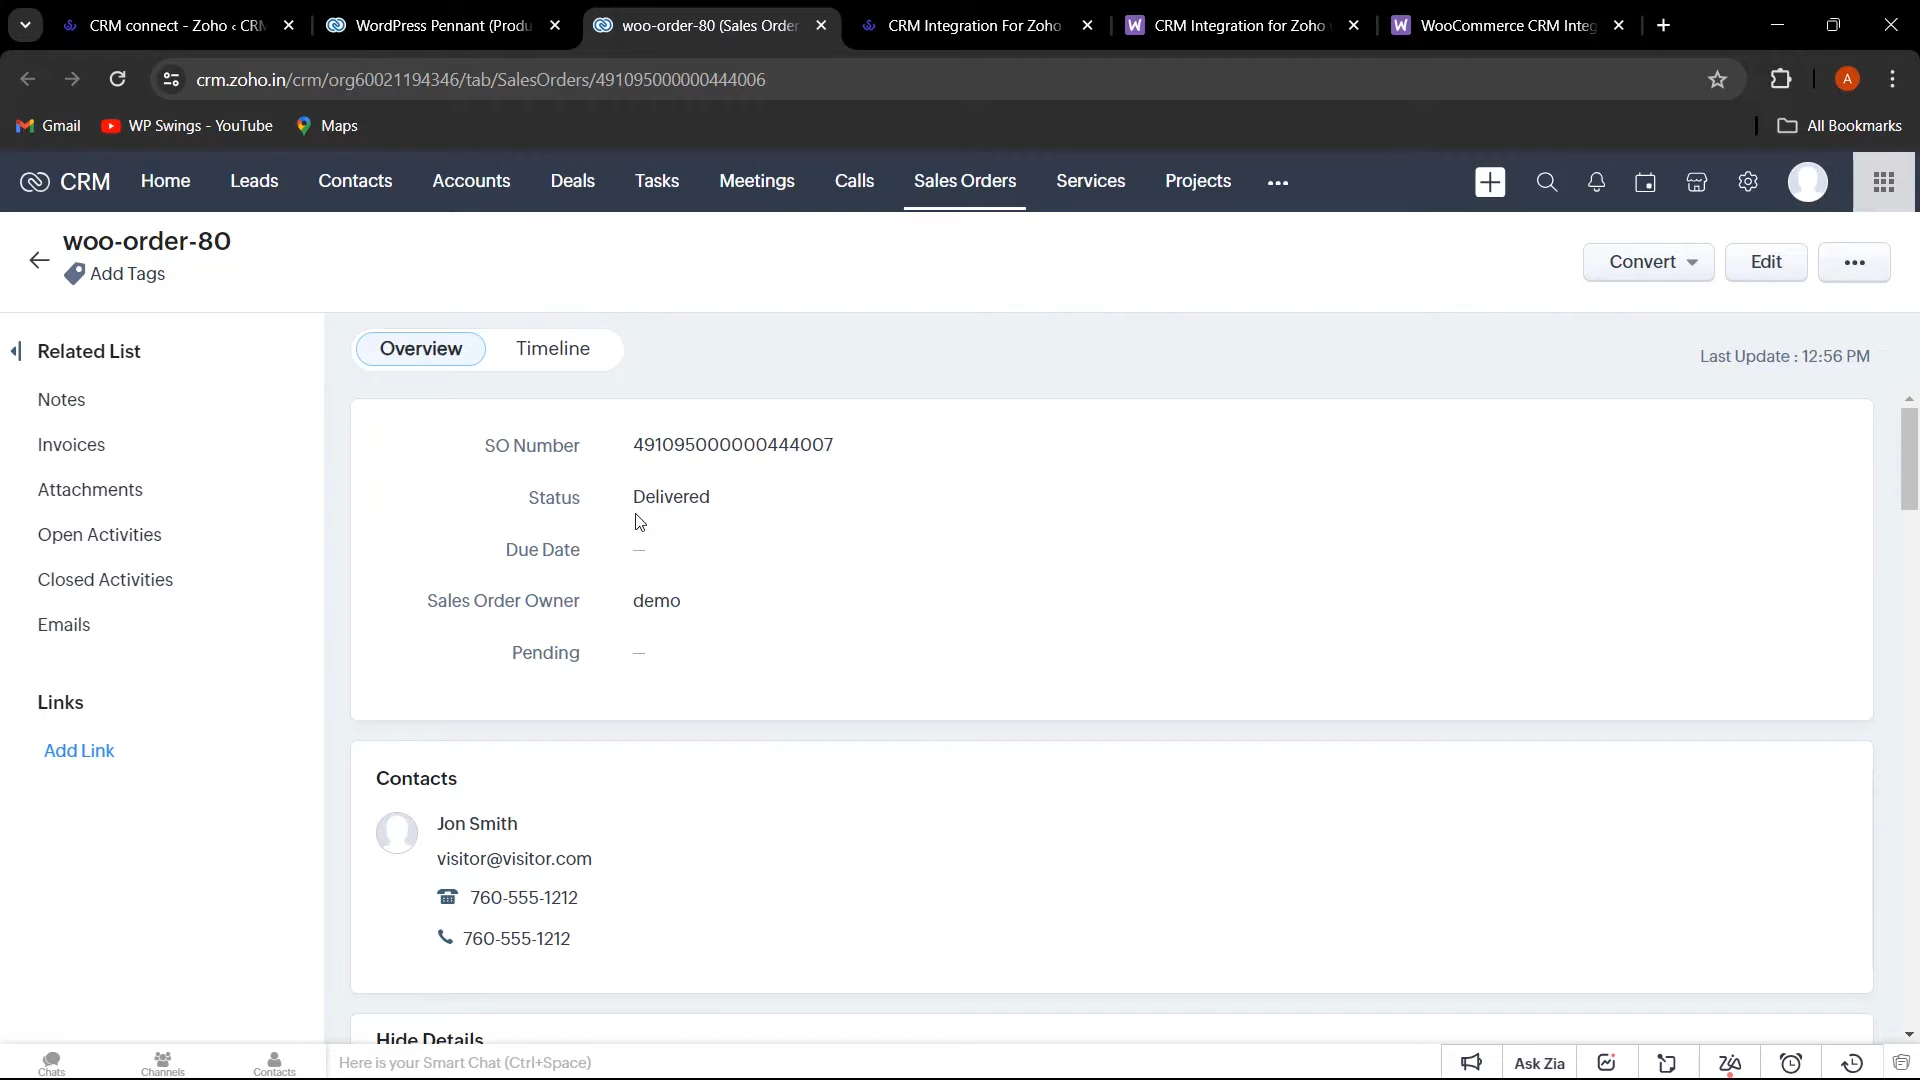 CRM connect - Zoho ‹ CRM
WordPress Pennant (Produ
woo-order-80 (Sales Order
CRM Integration For Zoho
W CRM Integration for Zoho
W WooCommerce CRM Integ
crm.zoho.in/crm/org60021194346/tab/SalesOrders/491095000000444006
A
Gmail
WP Swings - YouTube
Maps
All Bookmarks
CRM Home Leads Contacts Accounts Deals Tasks Meetings Calls Sales Orders Services Projects
woo-order-80
Add Tags
Convert
Edit
Related List
Notes
Invoices
Attachments
Open Activities
Closed Activities
Emails
Links
Add Link
Overview Timeline
Last Update : 12:56 PM
SO Number 491095000000444007
Status Delivered
Due Date —
Sales Order Owner demo
Pending —
Contacts
Jon Smith
visitor@visitor.com
760-555-1212
760-555-1212
Hide Details
Chats
Channels
Contacts
Here is your Smart Chat (Ctrl+Space)
Ask Zia